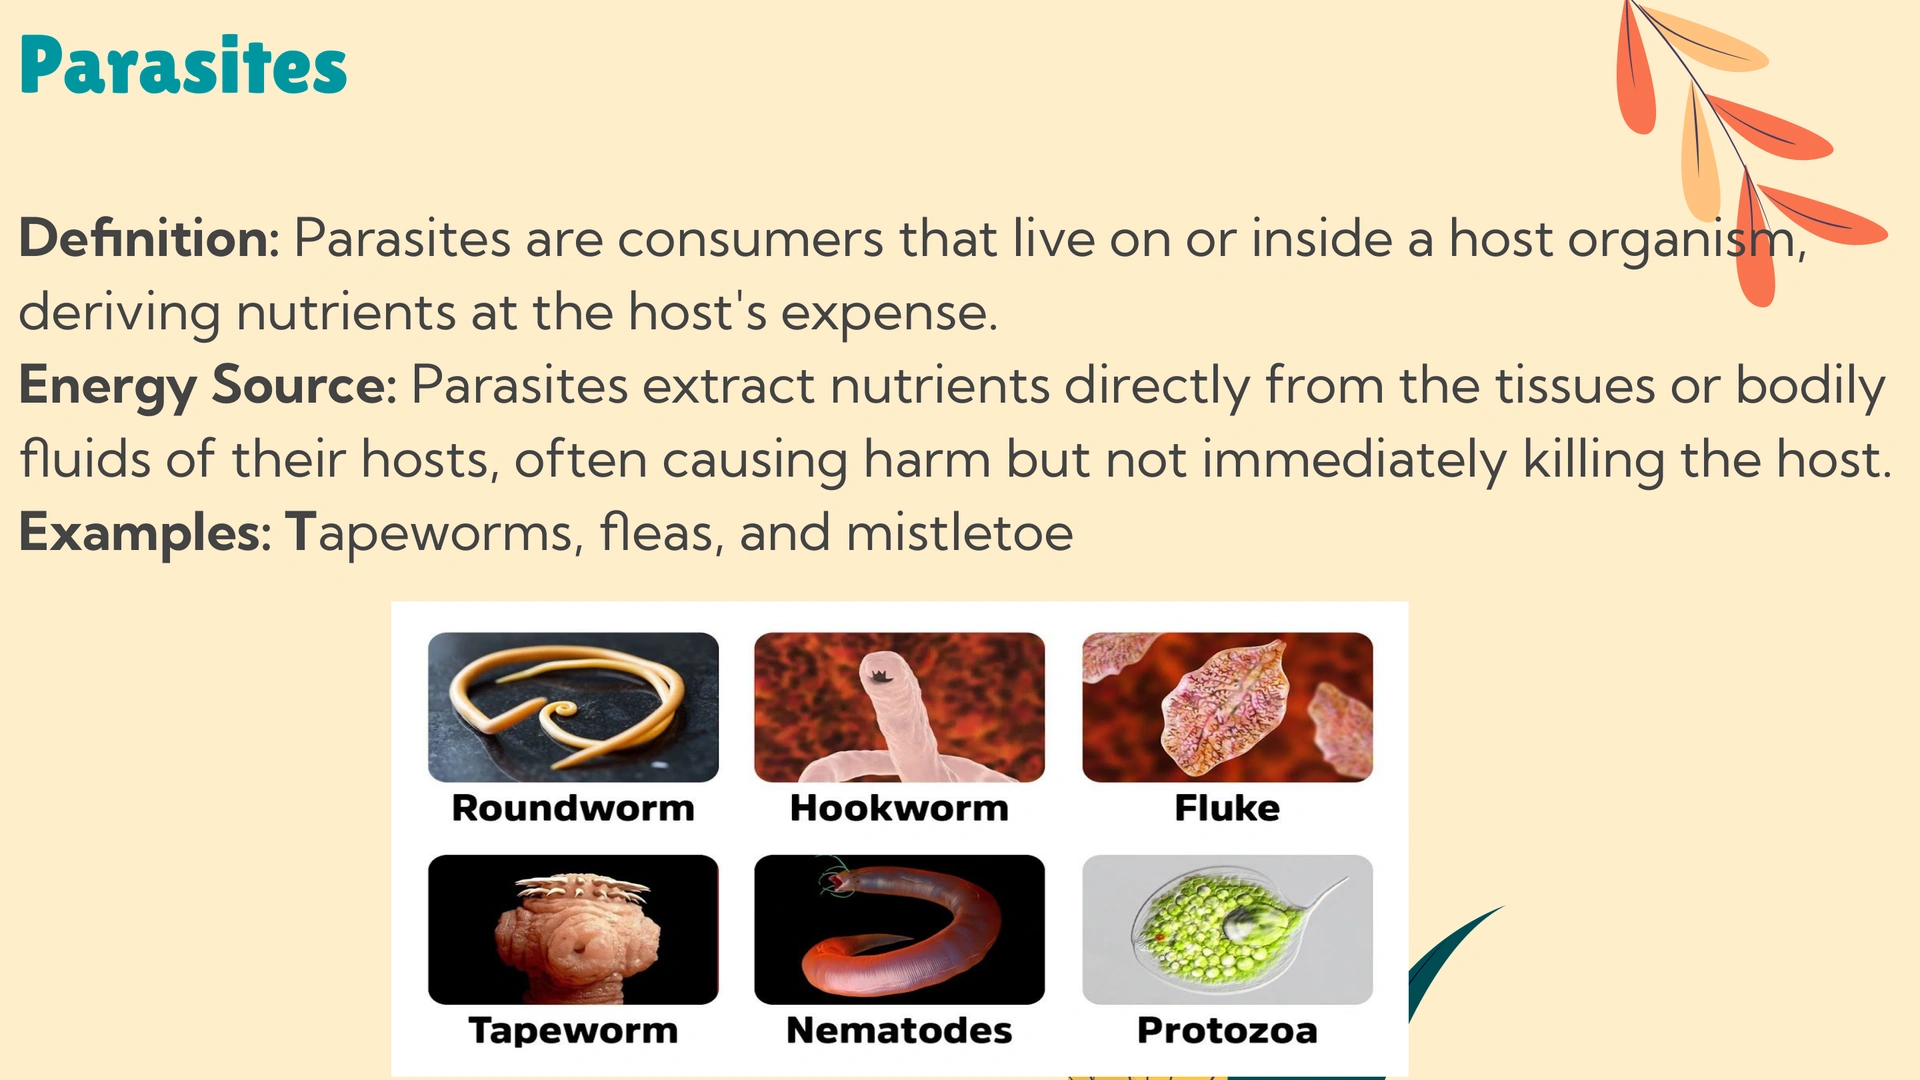 Parasites
Definition: Parasites are consumers that live on or inside a host organism,
deriving nutrients at the host's expense.
Energy Source: Parasites extract nutrients directly from the tissues or bodily
fluids of their hosts, often causing harm but not immediately killing the host.
Examples: Tapeworms, fleas, and mistletoe
Roundworm
Hookworm
Fluke
Tapeworm
Nematodes
Protozoa